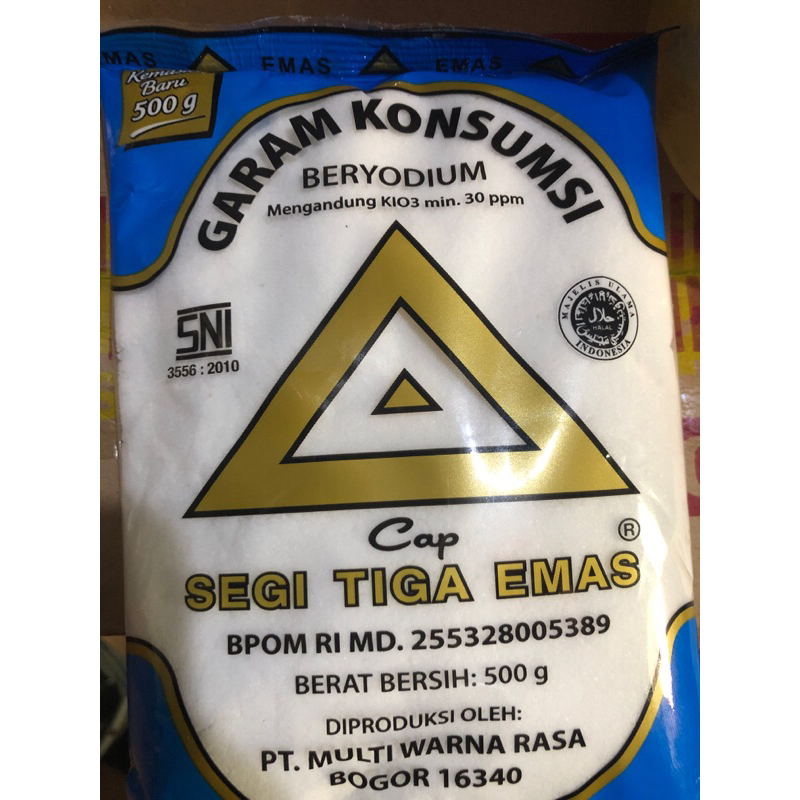 EMAS EMAS EMAS
Kemasan
Baru
500 g
GARAM KONSUMSI
BERYODIUM
Mengandung KIO3 min. 30 ppm
SNI
3556 : 2010
MAJELIS ULAMA
حلال
HALAL
INDONESIA
Cap
®
SEGI TIGA EMAS
BPOM RI MD. 255328005389
BERAT BERSIH: 500 g
DIPRODUKSI OLEH:
PT. MULTI WARNA RASA
BOGOR 16340